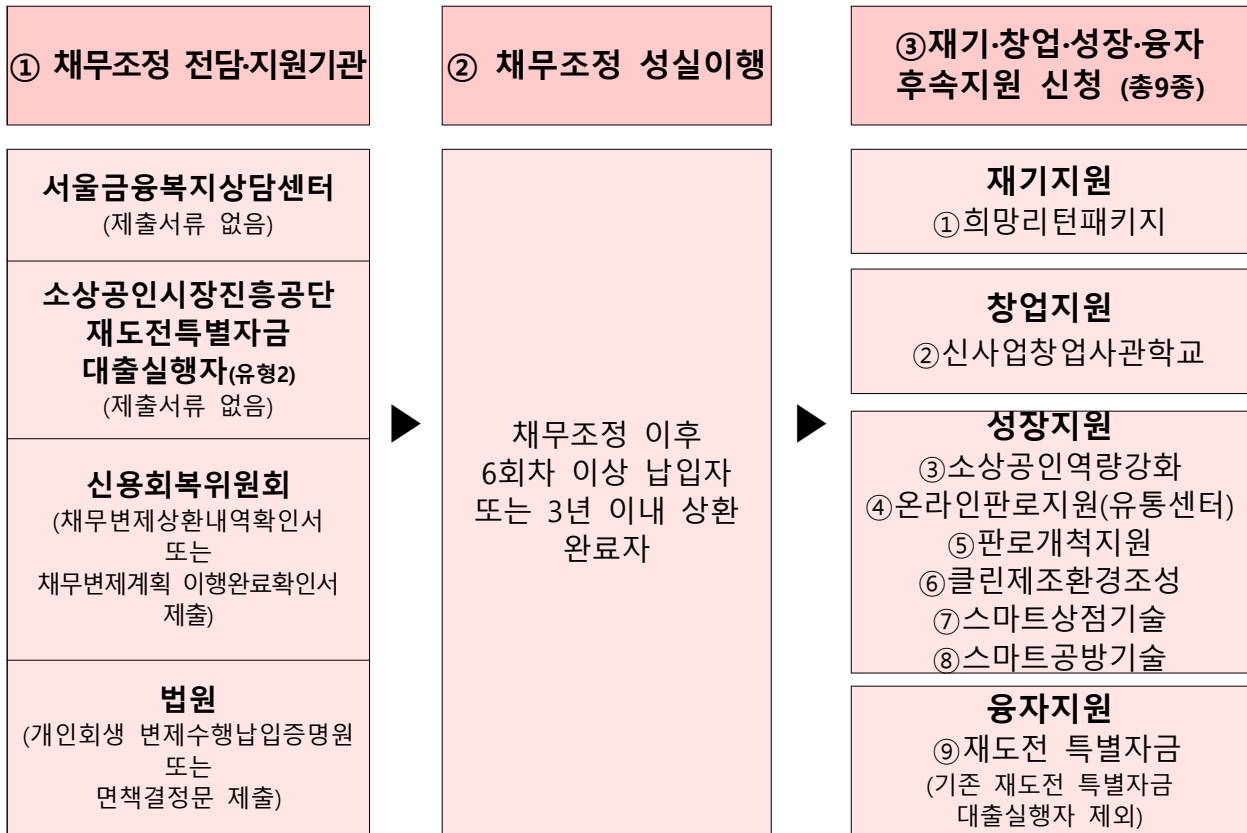 ① 채무조정 전담·지원기관
서울금융복지상담센터
(제출서류 없음)
소상공인시장진흥공단
재도전특별자금
대출실행자(유형2)
(제출서류 없음)
신용회복위원회
(채무변제상환내역확인서
또는
채무변제계획 이행완료확인서
제출)
법원
(개인회생 변제수행납입증명원
또는
면책결정문 제출)
② 채무조정 성실이행
채무조정 이후
6회차 이상 납입자
또는 3년 이내 상환
완료자
③재기·창업·성장·융자
후속지원 신청 (총9종)
재기지원
①희망리턴패키지
창업지원
②신사업창업사관학교
성장지원
③소상공인역량강화
④온라인판로지원(유통센터)
⑤판로개척지원
⑥클린제조환경조성
⑦스마트상점기술
⑧스마트공방기술
융자지원
⑨재도전 특별자금
(기존 재도전 특별자금
대출실행자 제외)